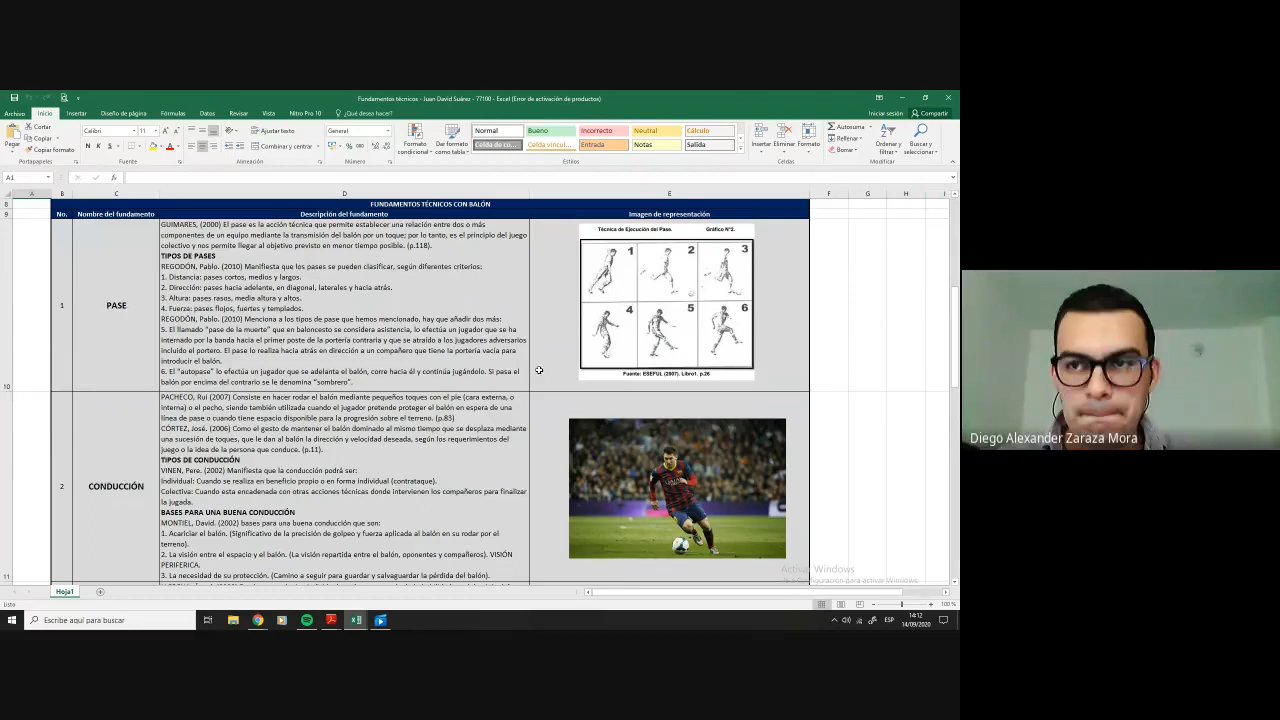 Fundamentos técnicos - Juan David Suárez - 77100 - Excel (Error de activación de productos)
Archivo Inicio Insertar Diseño de página Fórmulas Datos Revisar Vista Nitro Pro 10 ¿Qué desea hacer? Iniciar sesión Compartir
Pegar
Cortar
Copiar
Copiar formato
Portapapeles
Calibri 11
N K S
Fuente
Ajustar texto
Combinar y centrar
Alineación
General
Número
Formato condicional
Dar formato como tabla
Normal Bueno Incorrecto Neutral Cálculo
Celda de co... Celda vincul... Entrada Notas Salida
Estilos
Insertar Eliminar Formato
Celdas
Autosuma
Rellenar
Borrar
Ordenar y filtrar
Buscar y seleccionar
Modificar
A1
A B C D E F G H I
8 FUNDAMENTOS TÉCNICOS CON BALÓN
9 No. Nombre del fundamento Descripción del fundamento Imagen de representación
10
1
PASE
GUIMARES, (2000) El pase es la acción técnica que permite establecer una relación entre dos o más
componentes de un equipo mediante la transmisión del balón por un toque; por lo tanto, es el principio del juego
colectivo y nos permite llegar al objetivo previsto en menor tiempo posible. (p.118).
TIPOS DE PASES
REGODÓN, Pablo. (2010) Manifiesta que los pases se pueden clasificar, según diferentes criterios:
1. Distancia: pases cortos, medios y largos.
2. Dirección: pases hacia adelante, en diagonal, laterales y hacia atrás.
3. Altura: pases rasos, media altura y altos.
4. Fuerza: pases flojos, fuertes y templados.
REGODÓN, Pablo. (2010) Menciona a los tipos de pase que hemos mencionado, hay que añadir dos más:
5. El llamado "pase de la muerte" que en baloncesto se considera asistencia, lo efectúa un jugador que se ha
internado por la banda hacia el primer poste de la portería contraria y que se atraído a los jugadores adversarios
incluido el portero. El pase lo realiza hacia atrás en dirección a un compañero que tiene la portería vacía para
introducir el balón.
6. El "autopase" lo efectúa un jugador que se adelanta el balón, corre hacia él y continúa jugándolo. Si pasa el
balón por encima del contrario se le denomina "sombrero".
Técnica de Ejecución del Pase. Gráfico Nº2.
1 2 3
4 5 6
Fuente: ESEFUL (2007). Libro1. p.26
11
2
CONDUCCIÓN
PACHECO, Rui (2007) Consiste en hacer rodar el balón mediante pequeños toques con el pie (cara externa, o
interna) o el pecho, siendo también utilizada cuando el jugador pretende proteger el balón en espera de una
línea de pase o cuando tiene espacio disponible para la progresión sobre el terreno. (p.83)
CÓRTEZ, José. (2006) Como el gesto de mantener el balón dominado al mismo tiempo que se desplaza mediante
una sucesión de toques, que le dan al balón la dirección y velocidad deseada, según los requerimientos del
juego o la idea de la persona que conduce. (p.11).
TIPOS DE CONDUCCIÓN
VINEN, Pere. (2002) Manifiesta que la conducción podrá ser:
Individual: Cuando se realiza en beneficio propio o en forma individual (contrataque).
Colectiva: Cuando esta encadenada con otras acciones técnicas donde intervienen los compañeros para finalizar
la jugada.
BASES PARA UNA BUENA CONDUCCIÓN
MONTIEL, David. (2002) bases para una buena conducción que son:
1. Acariciar el balón. (Significativo de la precisión de golpeo y fuerza aplicada al balón en su rodar por el
terreno).
2. La visión entre el espacio y el balón. (La visión repartida entre el balón, oponentes y compañeros). VISIÓN
PERIFERICA.
3. La necesidad de su protección. (Camino a seguir para guardar y salvaguardar la pérdida del balón).
Activar Windows
Hoja1
Listo
100 %
Escribe aquí para buscar
ESP
14:12
14/09/2020
Diego Alexander Zaraza Mora